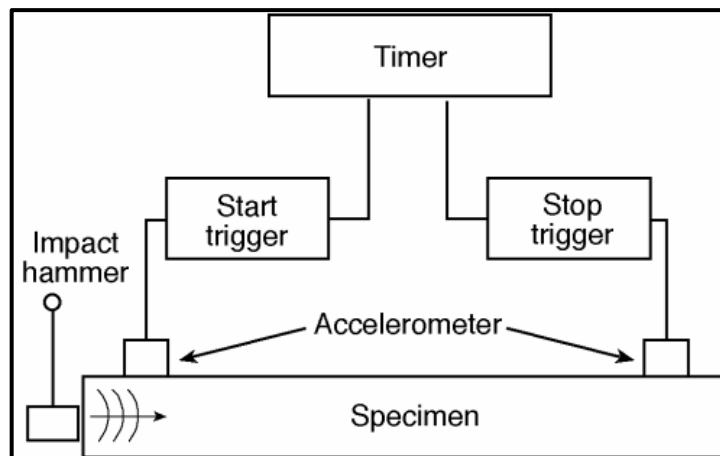 Timer
Start
trigger
Stop
trigger
Impact
hammer
Accelerometer
Specimen